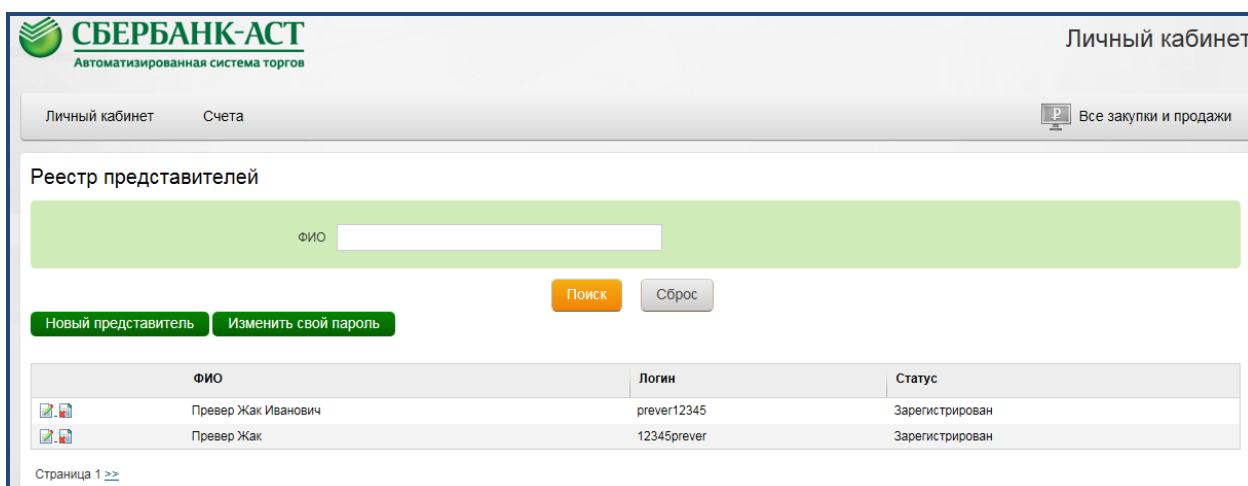 СБЕРБАНК-АСТ
Автоматизированная система торгов
Личный кабинет
Личный кабинет Счета Все закупки и продажи
Реестр представителей
ФИО
Поиск Сброс
Новый представитель Изменить свой пароль
ФИО Логин Статус
Превер Жак Иванович prever12345 Зарегистрирован
Превер Жак 12345prever Зарегистрирован
Страница 1 >>